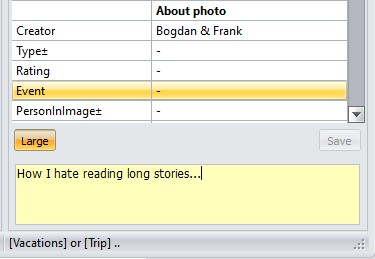 About photo
Creator Bogdan & Frank
Type± -
Rating -
Event -
PersonInImage± -
Large Save
How I hate reading long stories...
[Vacations] or [Trip] ..